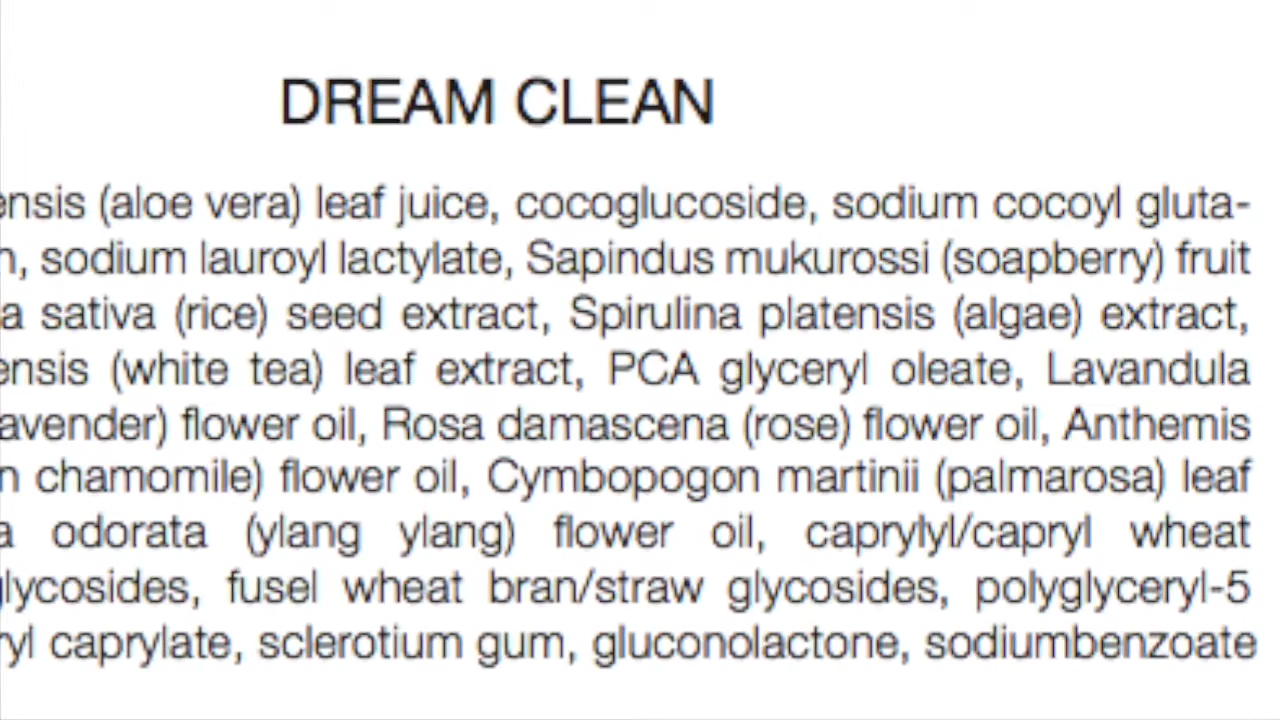 DREAM CLEAN
ensis (aloe vera) leaf juice, cocoglucoside, sodium cocoyl gluta-
n, sodium lauroyl lactylate, Sapindus mukurossi (soapberry) fruit
a sativa (rice) seed extract, Spirulina platensis (algae) extract,
ensis (white tea) leaf extract, PCA glyceryl oleate, Lavandula
avender) flower oil, Rosa damascena (rose) flower oil, Anthemis
n chamomile) flower oil, Cymbopogon martinii (palmarosa) leaf
a odorata (ylang ylang) flower oil, caprylyl/capryl wheat
glycosides, fusel wheat bran/straw glycosides, polyglyceryl-5
ryl caprylate, sclerotium gum, gluconolactone, sodiumbenzoate